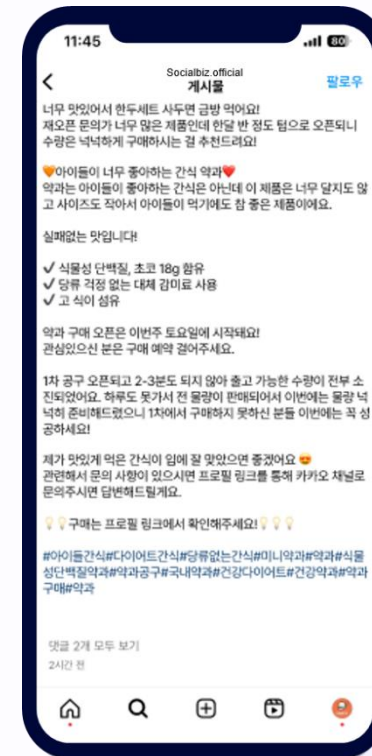 11:45
80
Socialbiz.official
게시물
팔로우
너무 맛있어서 한두세트 사두면 금방 먹어요!
재오픈 문의가 너무 많은 제품인데 한달 반 정도 텀으로 오픈되니
수량은 넉넉하게 구매하시는 걸 추천드려요!
🧡아이들이 너무 좋아하는 간식 약과❤️
약과는 아이들이 좋아하는 간식은 아닌데 이 제품은 너무 달지도 않
고 사이즈도 작아서 아이들이 먹기에도 참 좋은 제품이에요.
실패없는 맛입니다!
✓ 식물성 단백질, 초코 18g 함유
✓ 당류 걱정 없는 대체 감미료 사용
✓ 고 식이 섬유
약과 구매 오픈은 이번주 토요일에 시작돼요!
관심있으신 분은 구매 예약 걸어주세요.
1차 공구 오픈되고 2-3분도 되지 않아 출고 가능한 수량이 전부 소
진되었어요. 하루도 못가서 전 물량이 판매되어서 이번에는 물량 넉
넉히 준비해드렸으니 1차에서 구매하지 못하신 분들 이번에는 꼭 성
공하세요!
제가 맛있게 먹은 간식이 입에 잘 맞았으면 좋겠어요 😍
관련해서 문의 사항이 있으시면 프로필 링크를 통해 카카오 채널로
문의주시면 답변해드릴게요.
💡💡구매는 프로필 링크에서 확인해주세요!💡💡💡
#아이들간식#다이어트간식#당류없는간식#미니약과#약과#식물
성단백질약과#약과공구#국내약과#건강다이어트#건강약과#약과
구매#약과
댓글 2개 모두 보기
2시간 전